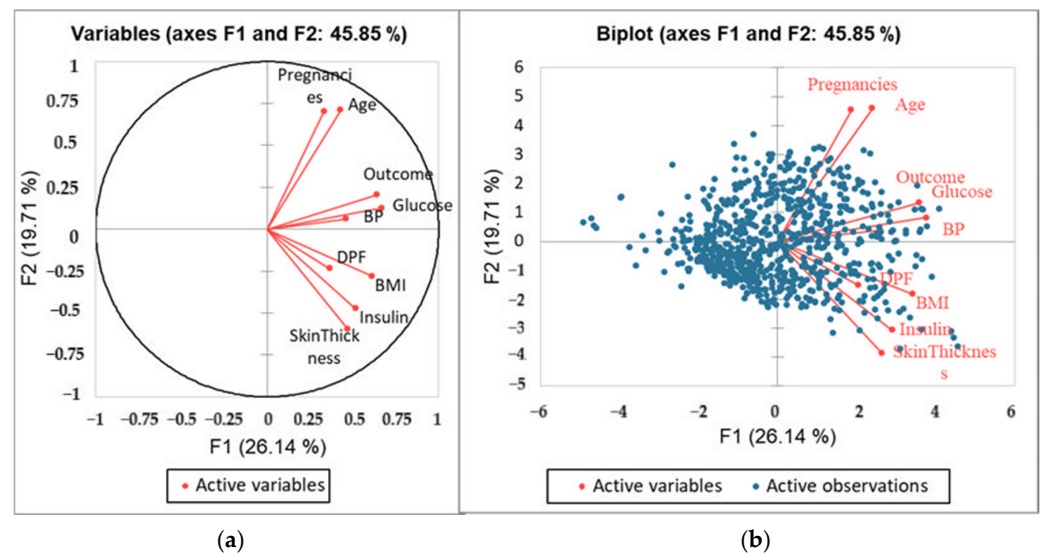 Variables (axes F1 and F2: 45.85 %)
1
0.75
0.5
0.25
0
−0.25
−0.5
−0.75
−1
F2 (19.71 %)
Pregnanci
es
Age
Outcome
Glucose
BP
DPF
BMI
Insulin
SkinThick
ness
−1 −0.75 −0.5 −0.25 0 0.25 0.5 0.75 1
F1 (26.14 %)
Active variables
(a)
Biplot (axes F1 and F2: 45.85 %)
6
5
4
3
2
1
0
−1
−2
−3
−4
−5
F2 (19.71 %)
Pregnancies
Age
Outcome
Glucose
BP
DPF
BMI
Insulin
SkinThicknes
s
−6 −4 −2 0 2 4 6
F1 (26.14 %)
Active variables Active observations
(b)